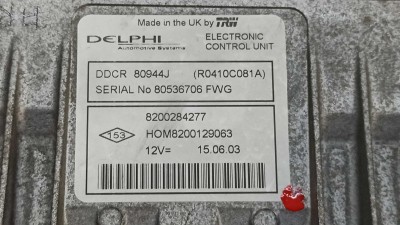 Made in the UK by TRW
DELPHI ELECTRONIC
Automotive Systems CONTROL UNIT
DDCR 80944J (R0410C081A)
SERIAL No 80536706 FWG
8200284277
153 HOM8200129063
12V= 15.06.03